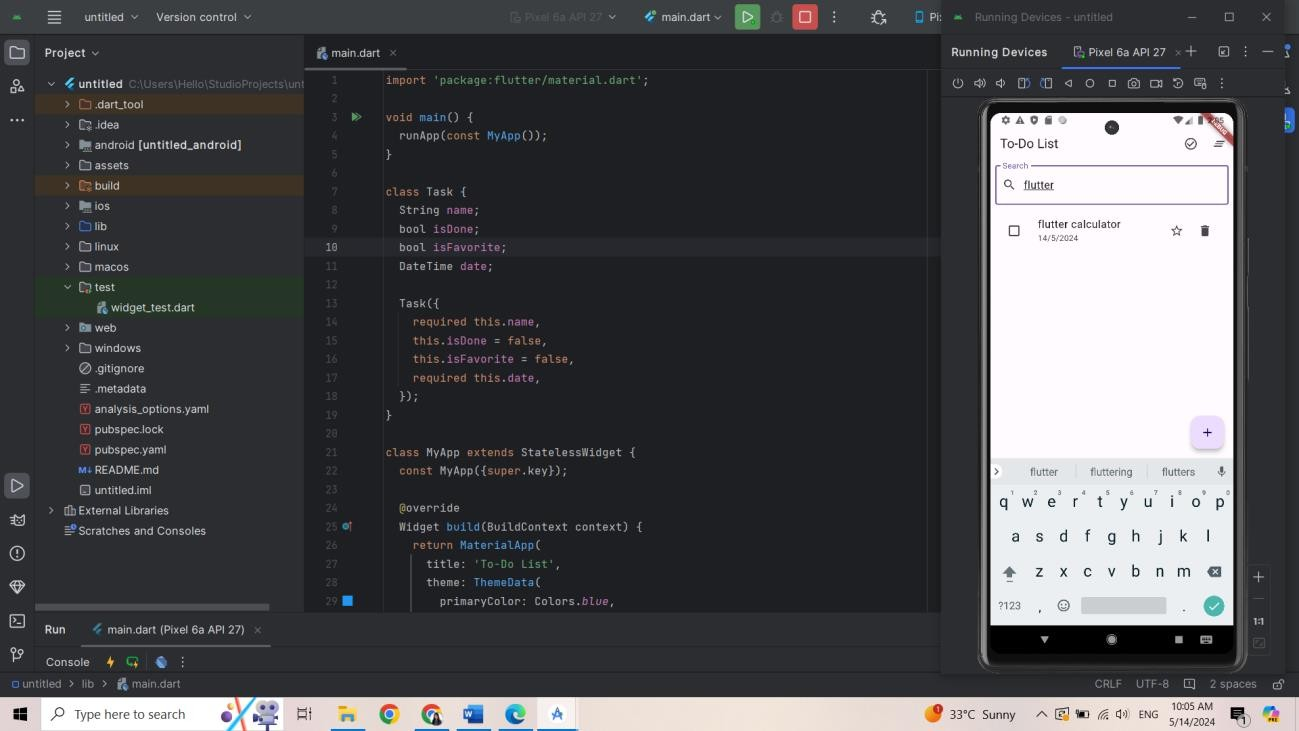 untitled
Version control
Pixel 6a API 27
main.dart
Pi
Running Devices - untitled
Project
main.dart
Running Devices
Pixel 6a API 27
untitled C:\Users\Hello\StudioProjects\unt
.dart_tool
.idea
android [untitled_android]
assets
build
ios
lib
linux
macos
test
widget_test.dart
web
windows
.gitignore
.metadata
analysis_options.yaml
pubspec.lock
pubspec.yaml
README.md
untitled.iml
External Libraries
Scratches and Consoles
1 import 'package:flutter/material.dart';
2
3 void main() {
4 runApp(const MyApp());
5 }
6
7 class Task {
8 String name;
9 bool isDone;
10 bool isFavorite;
11 DateTime date;
12
13 Task({
14 required this.name,
15 this.isDone = false,
16 this.isFavorite = false,
17 required this.date,
18 });
19 }
20
21 class MyApp extends StatelessWidget {
22 const MyApp({super.key});
23
24 @override
25 Widget build(BuildContext context) {
26 return MaterialApp(
27 title: 'To-Do List',
28 theme: ThemeData(
29 primaryColor: Colors.blue,
To-Do List
Search
flutter
flutter calculator
14/5/2024
+
flutter fluttering flutters
q w e r t y u i o p
1 2 3 4 5 6 7 8 9 0
a s d f g h j k l
z x c v b n m
?123 , .
1:1
Run main.dart (Pixel 6a API 27)
Console
untitled > lib > main.dart
CRLF UTF-8 2 spaces
Type here to search
33°C Sunny
ENG
10:05 AM
5/14/2024
1